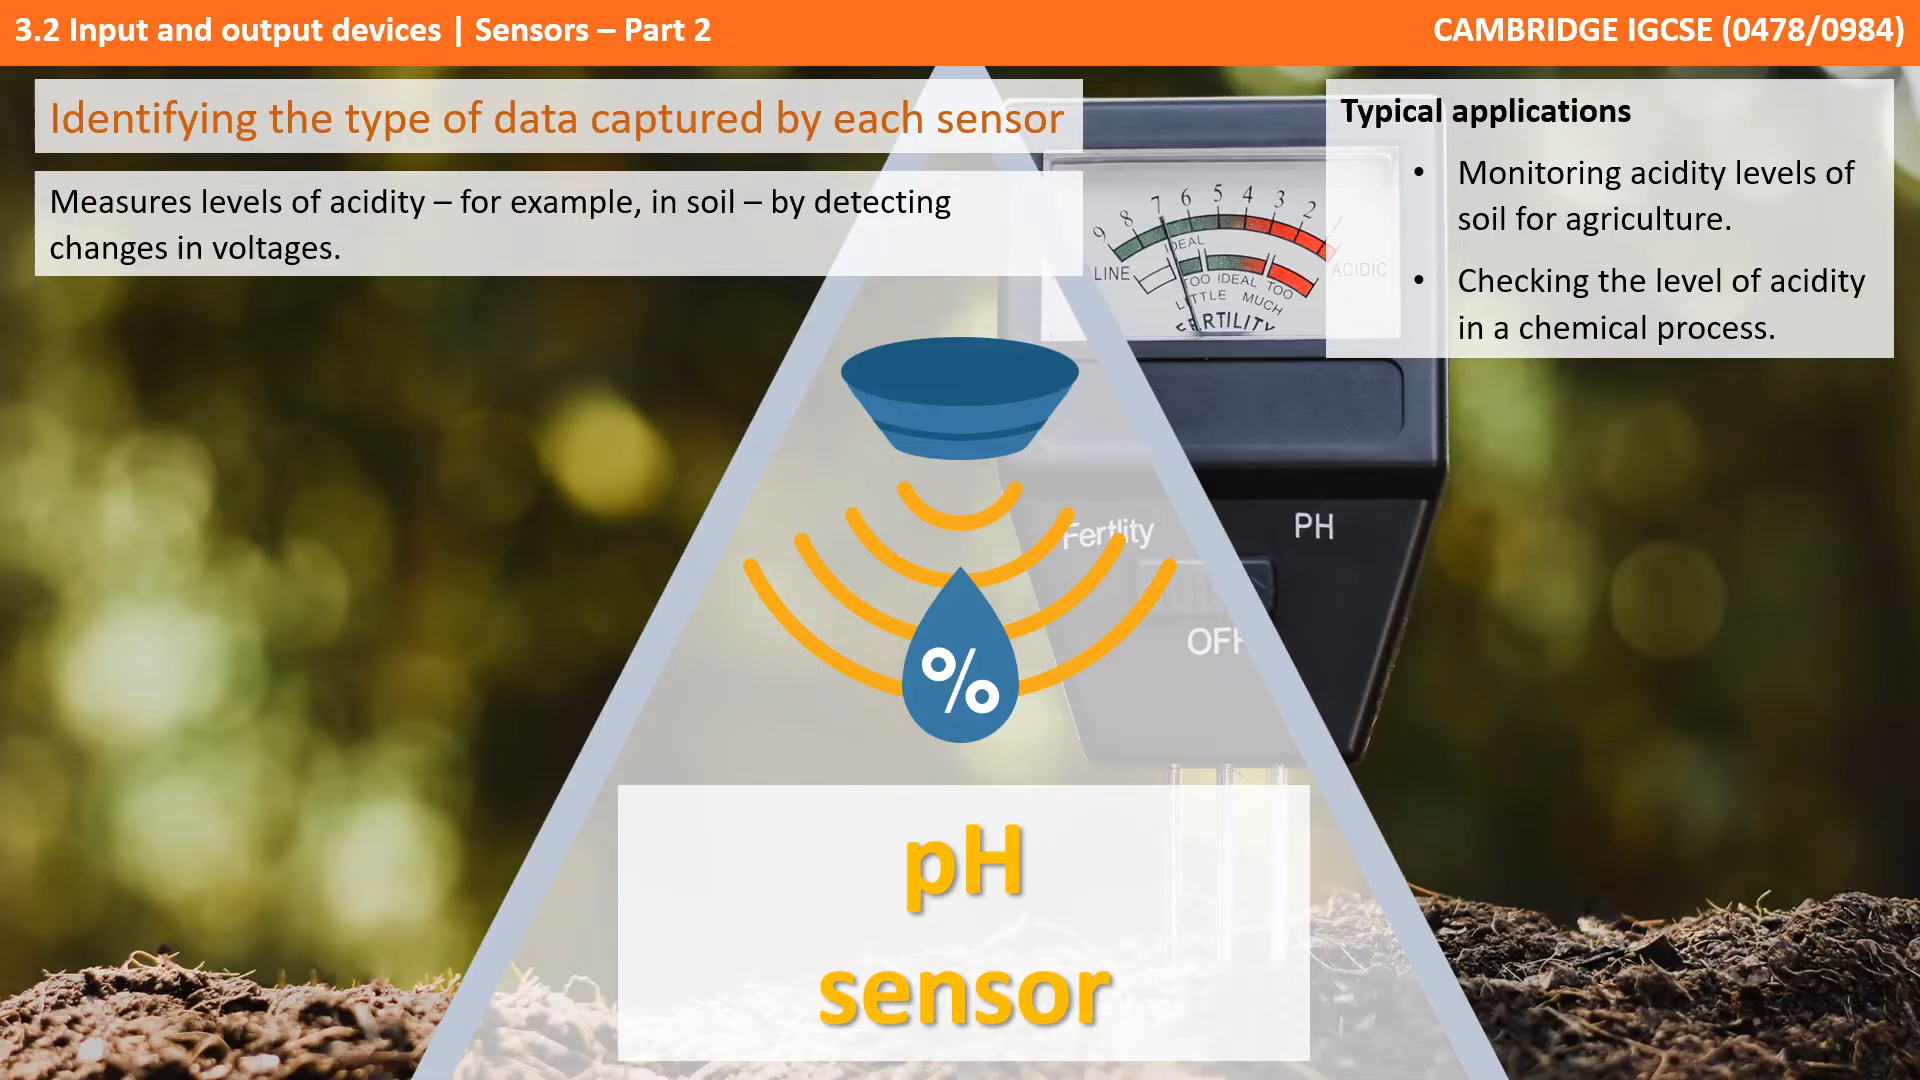 3.2 Input and output devices | Sensors – Part 2
CAMBRIDGE IGCSE (0478/0984)
Identifying the type of data captured by each sensor
Measures levels of acidity – for example, in soil – by detecting
changes in voltages.
Typical applications
• Monitoring acidity levels of
soil for agriculture.
• Checking the level of acidity
in a chemical process.
9 8 7 6 5 4 3 2 1
IDEAL
LINE
ACIDIC
TOO IDEAL TOO
LITTLE MUCH
FERTILITY
Fertlity
PH
OFF
%
pH
sensor